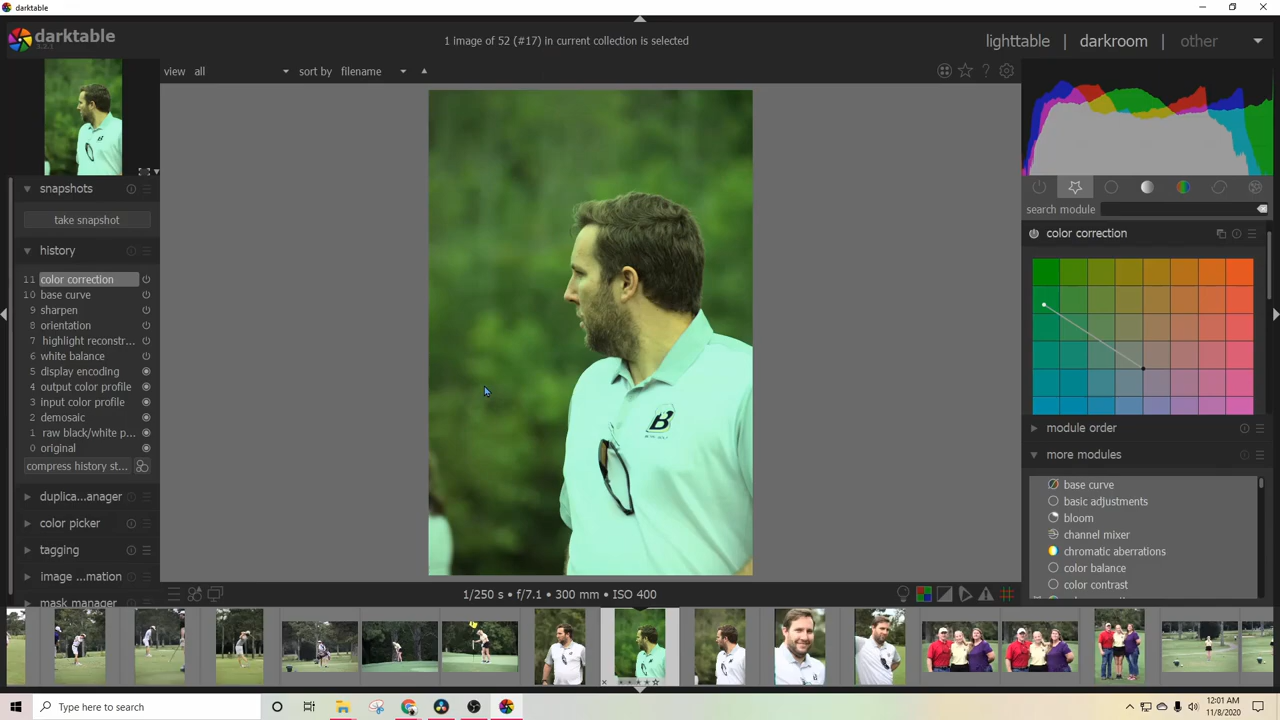 darktable
darktable
3.2.1
1 image of 52 (#17) in current collection is selected
lighttable | darkroom | other
view all sort by filename
snapshots
take snapshot
history
11 color correction
10 base curve
9 sharpen
8 orientation
7 highlight reconstr...
6 white balance
5 display encoding
4 output color profile
3 input color profile
2 demosaic
1 raw black/white p...
0 original
compress history st...
duplica...anager
color picker
tagging
image ...mation
mask manager
B
search module
color correction
module order
more modules
base curve
basic adjustments
bloom
channel mixer
chromatic aberrations
color balance
color contrast
1/250 s • f/7.1 • 300 mm • ISO 400
Type here to search
12:01 AM
11/8/2020